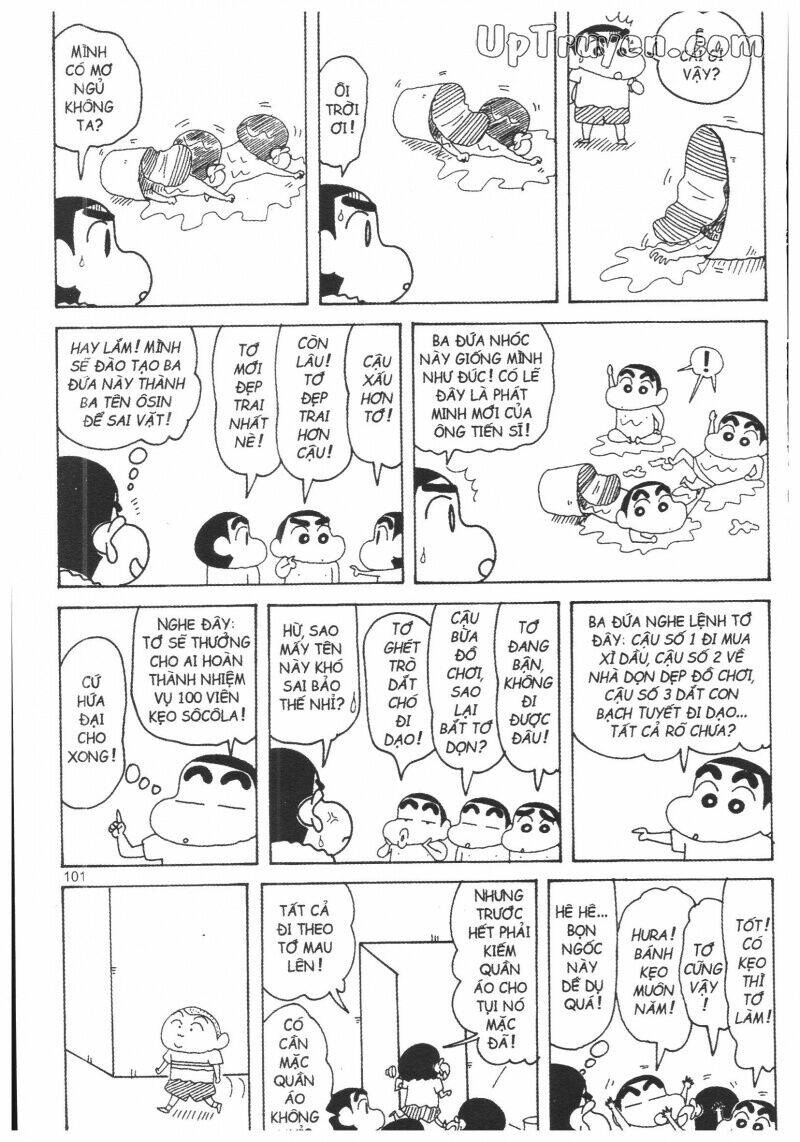 UpTruyen.com
CÁI GÌ
VẬY?
ÔI
TRỜI
ƠI!
MÌNH
CÓ MƠ
NGỦ
KHÔNG
TA?
BA ĐỨA NHÓC
NÀY GIỐNG MÌNH
NHƯ ĐÚC! CÓ LẼ
ĐÂY LÀ PHÁT
MINH MỚI CỦA
ÔNG TIẾN SĨ!
!
CẬU
XẤU
HƠN
TỚ!
CÒN
LÂU!
TỚ
ĐẸP
TRAI
HƠN
CẬU!
TỚ
MỚI
ĐẸP
TRAI
NHẤT
NÈ!
HAY LẮM! MÌNH
SẼ ĐÀO TẠO BA
ĐỨA NÀY THÀNH
BA TÊN ÔSIN
ĐỂ SAI VẶT!
BA ĐỨA NGHE LỆNH TỚ
ĐÂY: CẬU SỐ 1 ĐI MUA
XÌ DẦU, CẬU SỐ 2 VỀ
NHÀ DỌN DẸP ĐỒ CHƠI,
CẬU SỐ 3 DẮT CON
BẠCH TUYẾT ĐI DẠO...
TẤT CẢ RÕ CHƯA?
TỚ
ĐANG
BẬN,
KHÔNG
ĐI
ĐƯỢC
ĐÂU!
CẬU
BỪA
ĐỒ
CHƠI,
SAO
LẠI
BẮT TỚ
DỌN?
TỚ
GHÉT
TRÒ
DẮT
CHÓ
ĐI
DẠO!
HỪ, SAO
MẤY TÊN
NÀY KHÓ
SAI BẢO
THẾ NHỈ?
NGHE ĐÂY:
TỚ SẼ THƯỞNG
CHO AI HOÀN
THÀNH NHIỆM
VỤ 100 VIÊN
KẸO SÔCÔLA!
CỨ
HỨA
ĐẠI
CHO
XONG!
101
TỐT!
CÓ
KẸO
THÌ
TỚ
LÀM!
TỚ
CŨNG
VẬY
!
HURA!
BÁNH
KẸO
MUÔN
NĂM!
HÊ HÊ...
BỌN
NGỐC
NÀY
DỄ DỤ
QUÁ!
NHƯNG
TRƯỚC
HẾT PHẢI
KIẾM
QUẦN
ÁO CHO
TỤI NÓ
MẶC
ĐÃ!
TẤT CẢ
ĐI THEO
TỚ MAU
LÊN!
CÓ
CẦN
MẶC
QUẦN
ÁO
KHÔNG